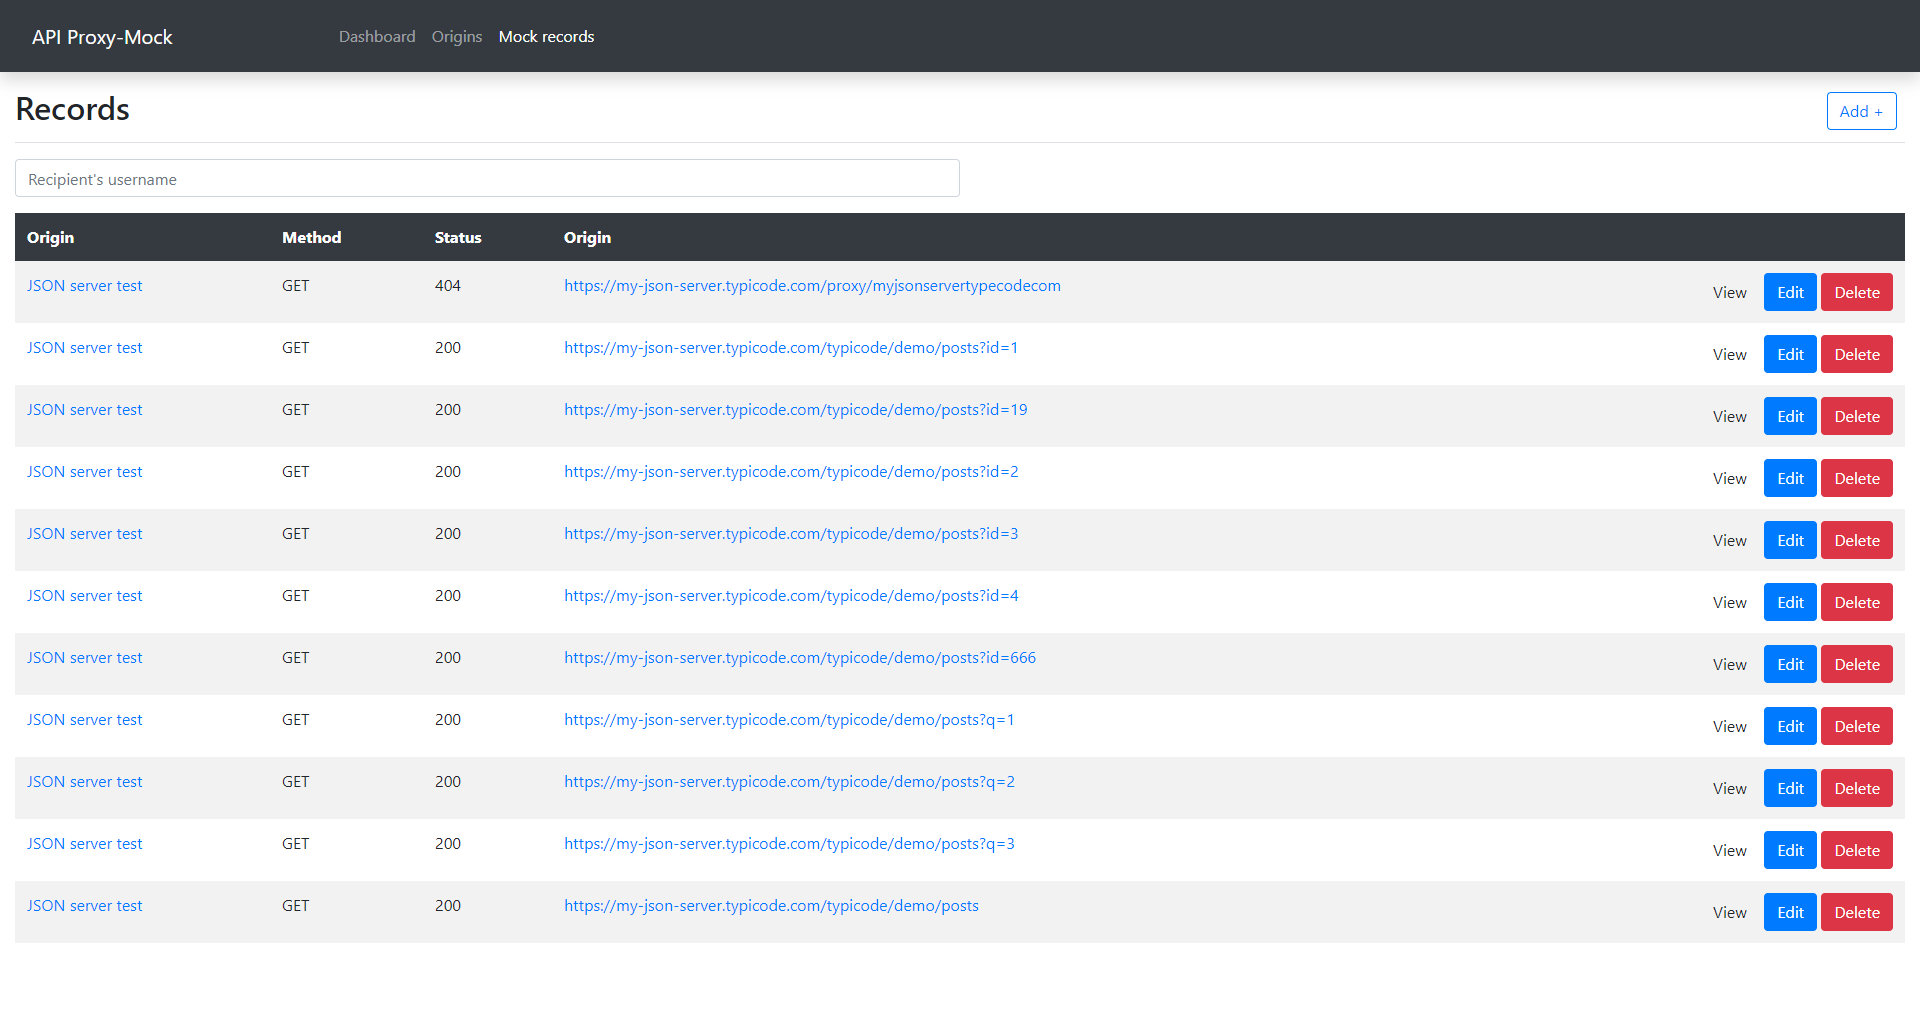 API Proxy-Mock Dashboard Origins Mock records
Records Add +
Recipient's username
Origin Method Status Origin
JSON server test GET 404 https://my-json-server.typicode.com/proxy/myjsonservertypecodecom View Edit Delete
JSON server test GET 200 https://my-json-server.typicode.com/typicode/demo/posts?id=1 View Edit Delete
JSON server test GET 200 https://my-json-server.typicode.com/typicode/demo/posts?id=19 View Edit Delete
JSON server test GET 200 https://my-json-server.typicode.com/typicode/demo/posts?id=2 View Edit Delete
JSON server test GET 200 https://my-json-server.typicode.com/typicode/demo/posts?id=3 View Edit Delete
JSON server test GET 200 https://my-json-server.typicode.com/typicode/demo/posts?id=4 View Edit Delete
JSON server test GET 200 https://my-json-server.typicode.com/typicode/demo/posts?id=666 View Edit Delete
JSON server test GET 200 https://my-json-server.typicode.com/typicode/demo/posts?q=1 View Edit Delete
JSON server test GET 200 https://my-json-server.typicode.com/typicode/demo/posts?q=2 View Edit Delete
JSON server test GET 200 https://my-json-server.typicode.com/typicode/demo/posts?q=3 View Edit Delete
JSON server test GET 200 https://my-json-server.typicode.com/typicode/demo/posts View Edit Delete